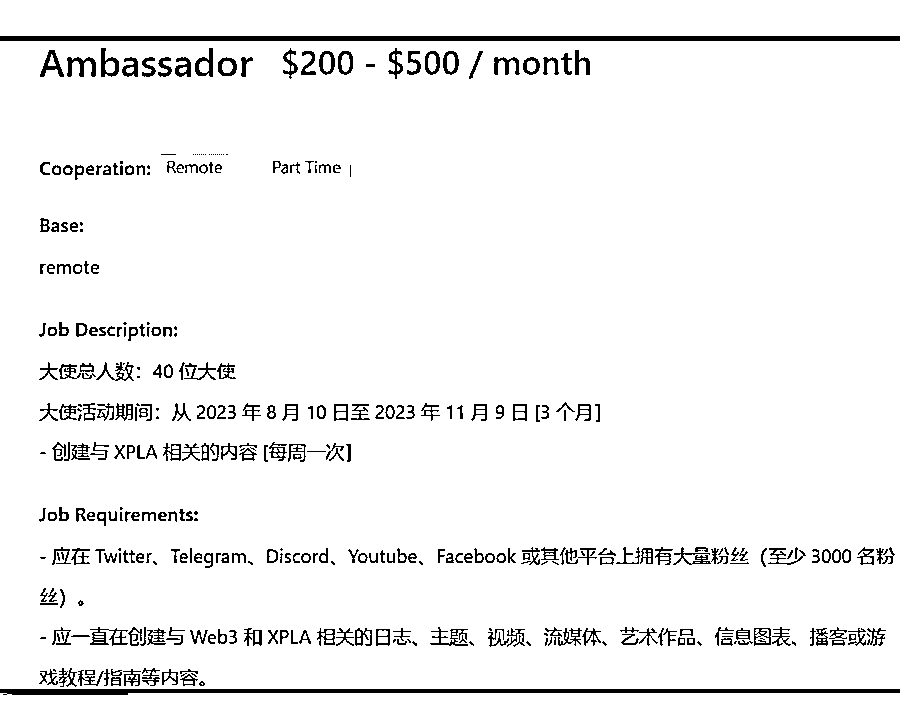 Ambassador $200 - $500 / month
Cooperation: Remote Part Time
Base:
remote
Job Description:
大使总人数：40 位大使
大使活动期间：从 2023 年 8 月 10 日至 2023 年 11 月 9 日 [3 个月]
- 创建与 XPLA 相关的内容 [每周一次]
Job Requirements:
- 应在 Twitter、Telegram、Discord、Youtube、Facebook 或其他平台上拥有大量粉丝（至少 3000 名粉
丝）。
- 应一直在创建与 Web3 和 XPLA 相关的日志、主题、视频、流媒体、艺术作品、信息图表、播客或游
戏教程/指南等内容。